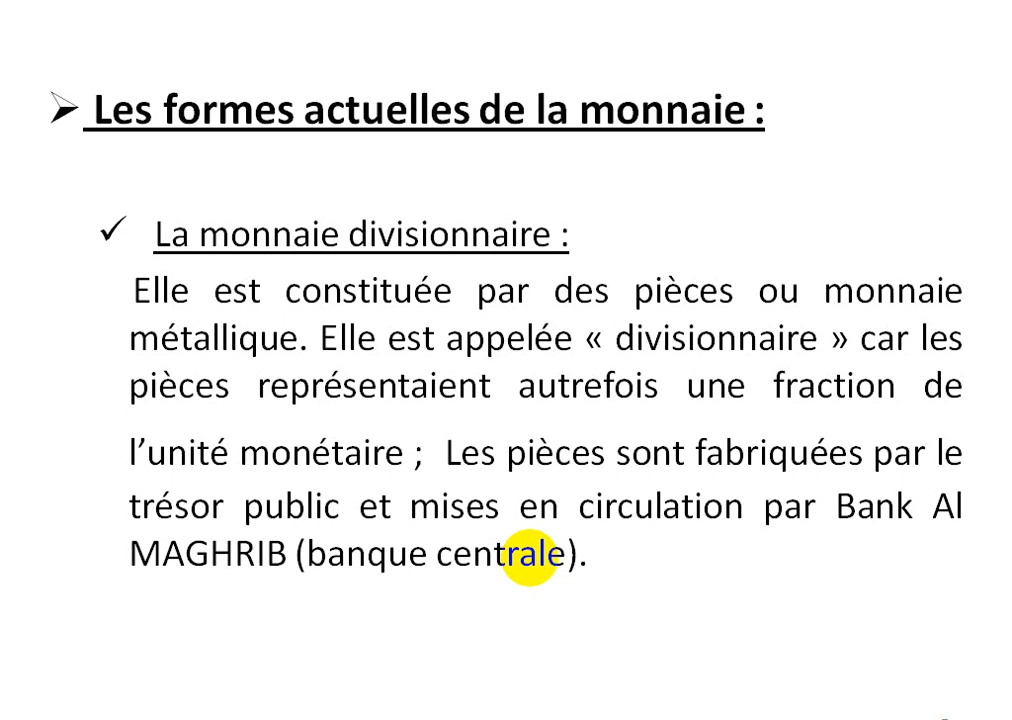 Les formes actuelles de la monnaie :
La monnaie divisionnaire :
Elle est constituée par des pièces ou monnaie
métallique. Elle est appelée « divisionnaire » car les
pièces représentaient autrefois une fraction de
l’unité monétaire ; Les pièces sont fabriquées par le
trésor public et mises en circulation par Bank Al
MAGHRIB (banque centrale).